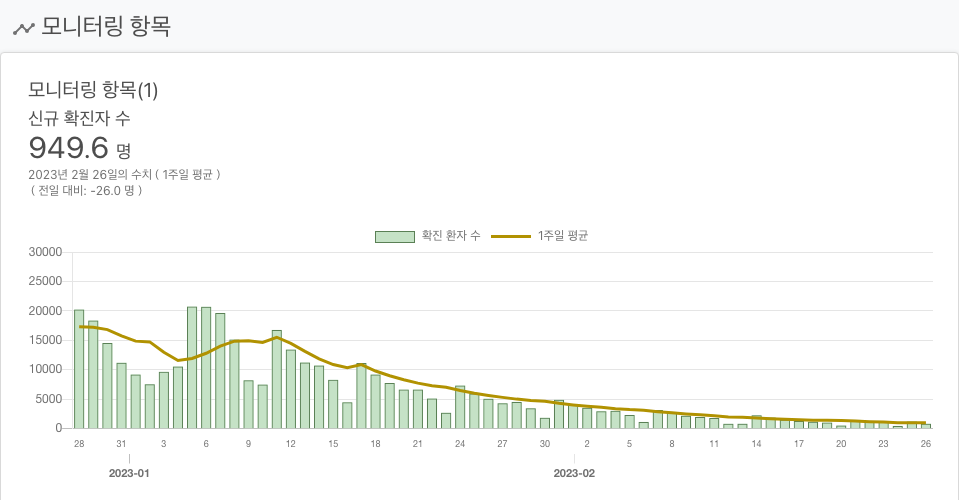 모니터링 항목
모니터링 항목(1)
신규 확진자 수
949.6 명
2023년 2월 26일의 수치 ( 1주일 평균 )
( 전일 대비: -26.0 명 )
확진 환자 수 1주일 평균
30000
25000
20000
15000
10000
5000
0
28 31 3 6 9 12 15 18 21 24 27 30 2 5 8 11 14 17 20 23 26
2023-01 2023-02